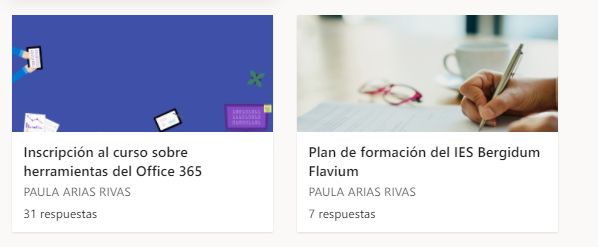 Inscripción al curso sobre
herramientas del Office 365
PAULA ARIAS RIVAS
31 respuestas
Plan de formación del IES Bergidum
Flavium
PAULA ARIAS RIVAS
7 respuestas